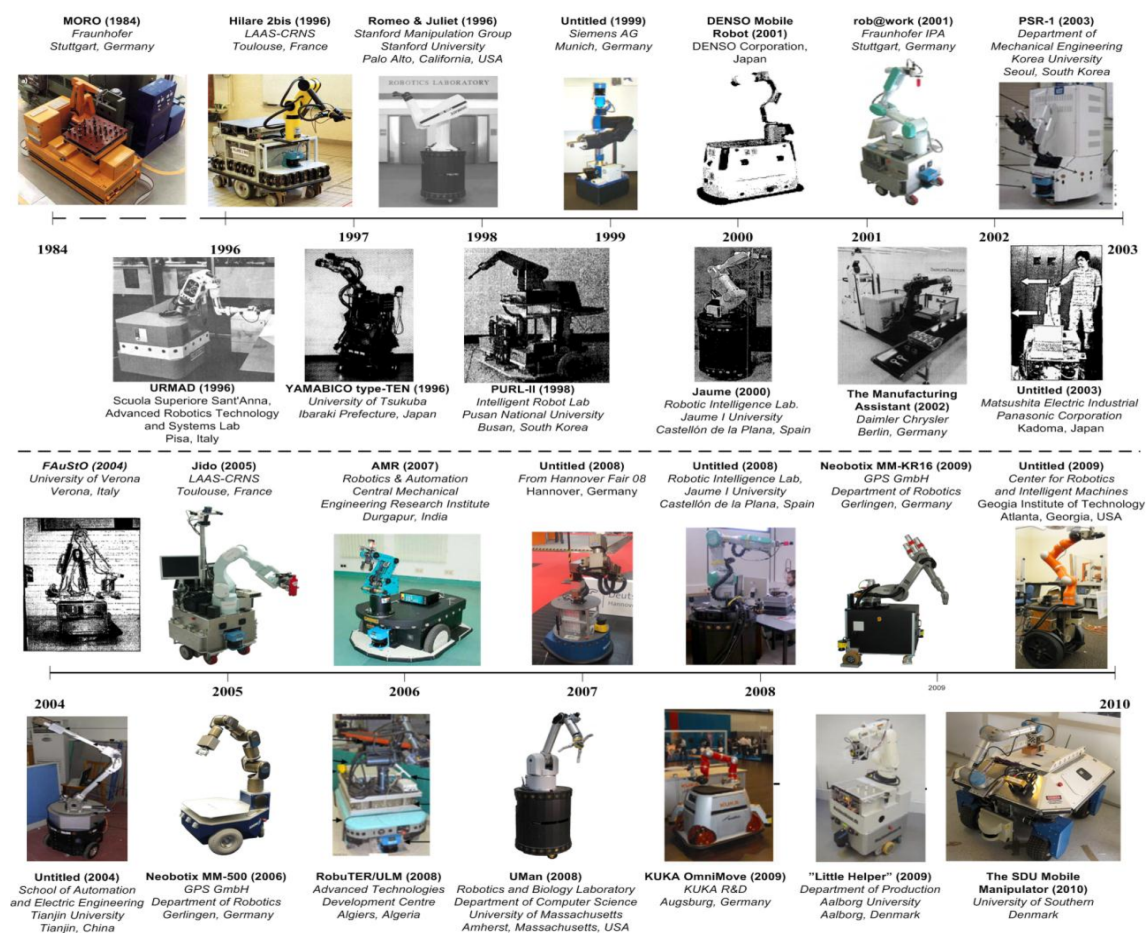 MORO (1984)
Fraunhofer
Stuttgart, Germany
Hilare 2bis (1996)
LAAS-CRNS
Toulouse, France
Romeo & Juliet (1996)
Stanford Manipulation Group
Stanford University
Palo Alto, California, USA
Untitled (1999)
Siemens AG
Munich, Germany
DENSO Mobile
Robot (2001)
DENSO Corporation,
Japan
rob@work (2001)
Fraunhofer IPA
Stuttgart, Germany
PSR-1 (2003)
Department of
Mechanical Engineering
Korea University
Seoul, South Korea
ROBOTICS LABORATORY
1984
1996
1997
1998
1999
2000
2001
2002
2003
URMAD (1996)
Scuola Superiore Sant'Anna,
Advanced Robotics Technology
and Systems Lab
Pisa, Italy
YAMABICO type-TEN (1996)
University of Tsukuba
Ibaraki Prefecture, Japan
PURL-II (1998)
Intelligent Robot Lab
Pusan National University
Busan, South Korea
Jaume (2000)
Robotic Intelligence Lab.
Jaume I University
Castellón de la Plana, Spain
The Manufacturing
Assistant (2002)
Daimler Chrysler
Berlin, Germany
Untitled (2003)
Matsushita Electric Industrial
Panasonic Corporation
Kadoma, Japan
FAuStO (2004)
University of Verona
Verona, Italy
Jido (2005)
LAAS-CRNS
Toulouse, France
AMR (2007)
Robotics & Automation
Central Mechanical
Engineering Research Institute
Durgapur, India
Untitled (2008)
From Hannover Fair 08
Hannover, Germany
Untitled (2008)
Robotic Intelligence Lab,
Jaume I University
Castellón de la Plana, Spain
Neobotix MM-KR16 (2009)
GPS GmbH
Department of Robotics
Gerlingen, Germany
Untitled (2009)
Center for Robotics
and Intelligent Machines
Geogia Institute of Technology
Atlanta, Georgia, USA
2004
2005
2006
2007
2008
2009
2010
Untitled (2004)
School of Automation
and Electric Engineering
Tianjin University
Tianjin, China
Neobotix MM-500 (2006)
GPS GmbH
Department of Robotics
Gerlingen, Germany
RobuTER/ULM (2008)
Advanced Technologies
Development Centre
Algiers, Algeria
UMan (2008)
Robotics and Biology Laboratory
Department of Computer Science
University of Massachusetts
Amherst, Massachusetts, USA
KUKA OmniMove (2009)
KUKA R&D
Augsburg, Germany
"Little Helper" (2009)
Department of Production
Aalborg University
Aalborg, Denmark
The SDU Mobile
Manipulator (2010)
University of Southern
Denmark